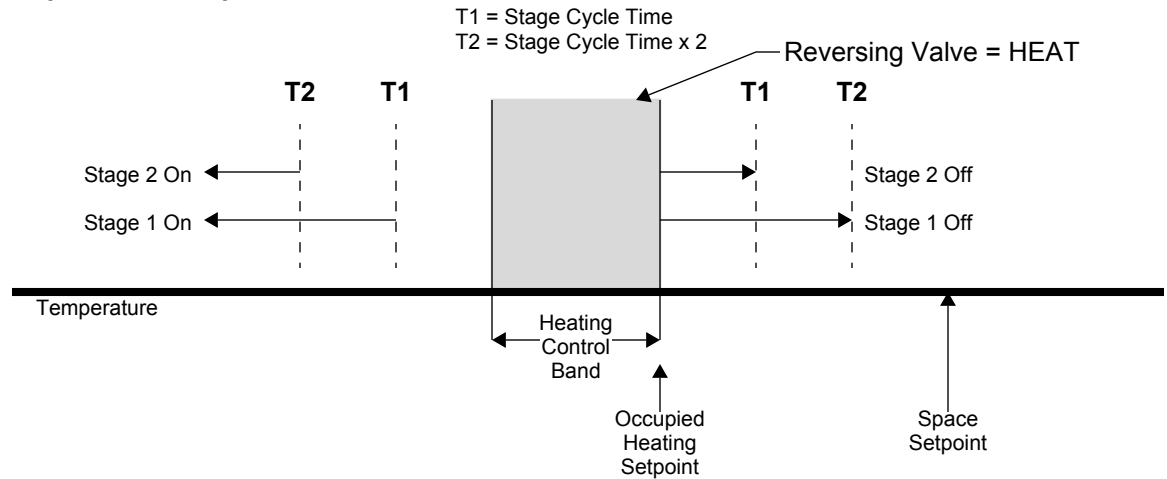 T1 = Stage Cycle Time
T2 = Stage Cycle Time x 2
Reversing Valve = HEAT
T2
T1
T1
T2
Stage 2 On
Stage 2 Off
Stage 1 On
Stage 1 Off
Temperature
Heating
Control
Band
Occupied
Heating
Setpoint
Space
Setpoint